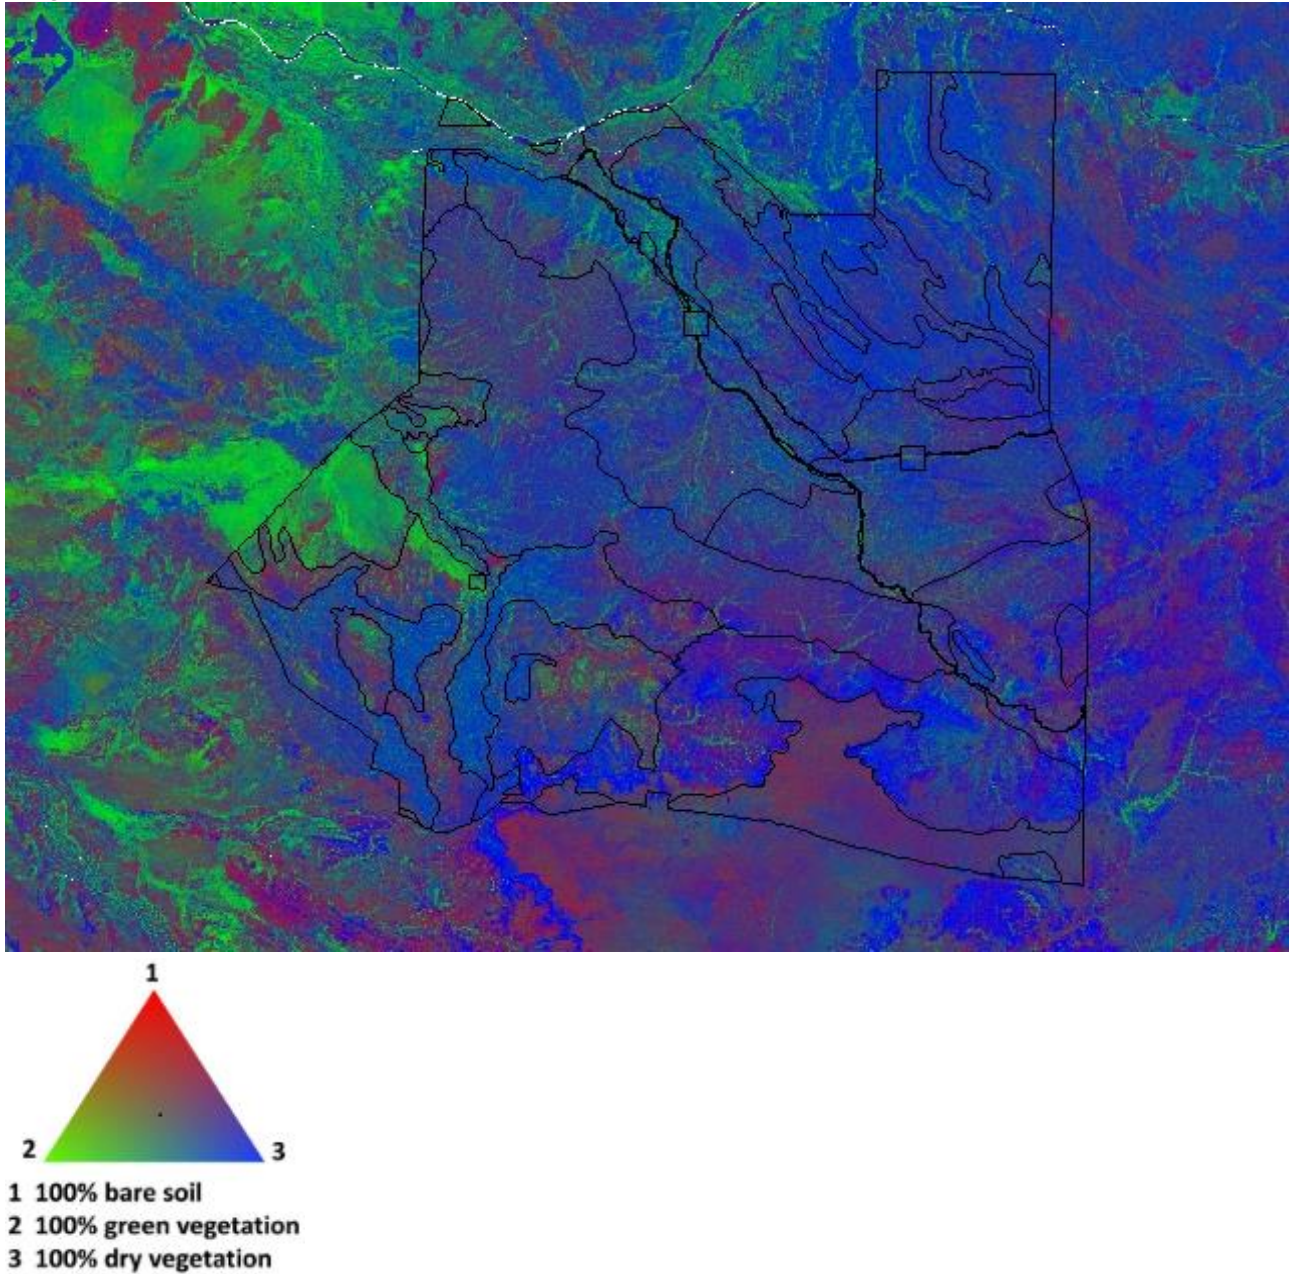 1
2
3
1 100% bare soil
2 100% green vegetation
3 100% dry vegetation